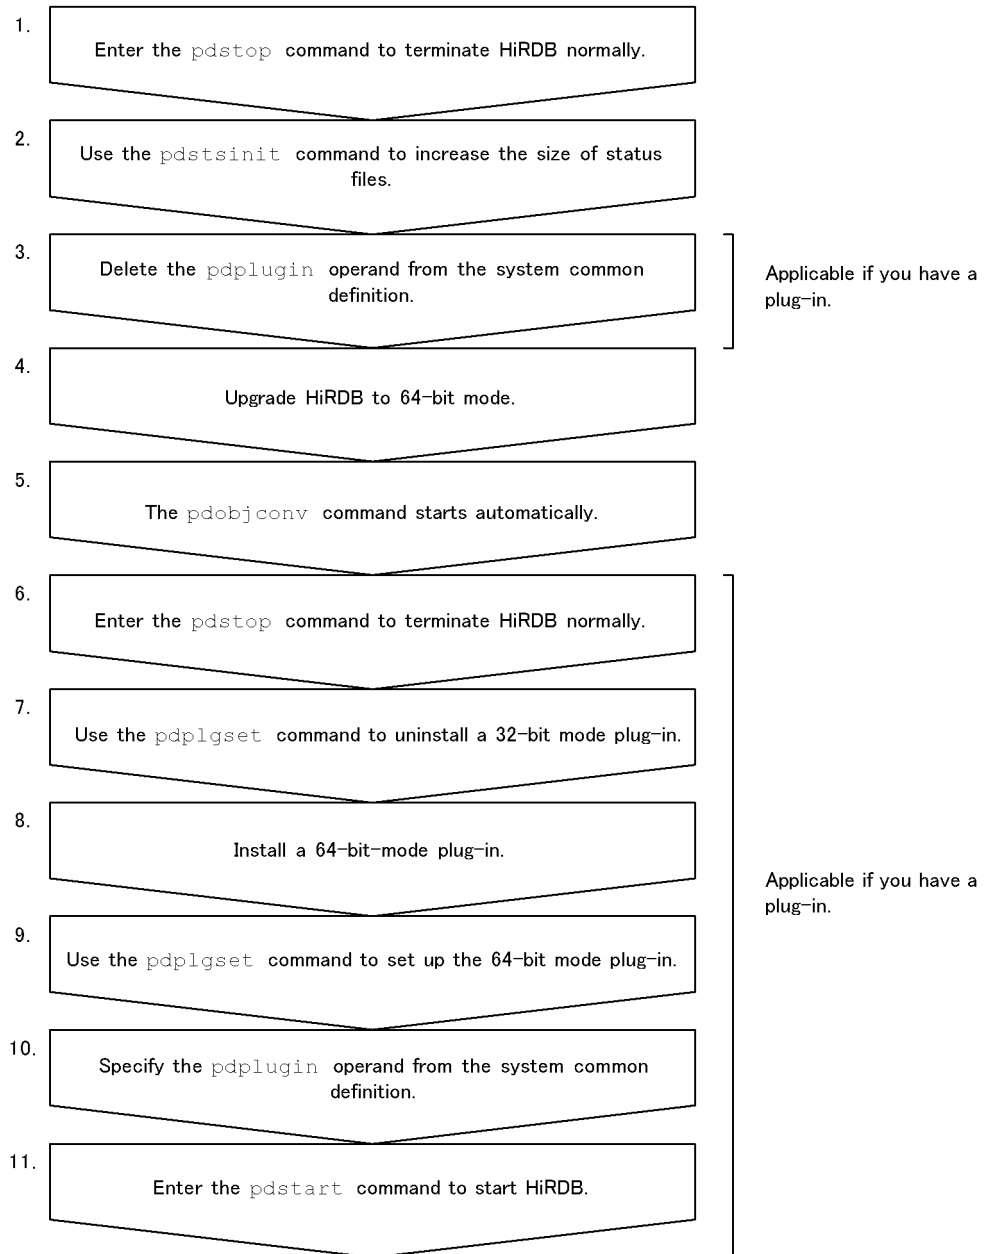 1.
Enter the pdstop command to terminate HiRDB normally.
2.
Use the pdstsinit command to increase the size of status
files.
3.
Delete the pdplugin operand from the system common
definition.
Applicable if you have a
plug-in.
4.
Upgrade HiRDB to 64-bit mode.
5.
The pdobjconv command starts automatically.
6.
Enter the pdstop command to terminate HiRDB normally.
7.
Use the pdplgset command to uninstall a 32-bit mode plug-in.
8.
Install a 64-bit-mode plug-in.
Applicable if you have a
plug-in.
9.
Use the pdplgset command to set up the 64-bit mode plug-in.
10.
Specify the pdplugin operand from the system common
definition.
11.
Enter the pdstart command to start HiRDB.